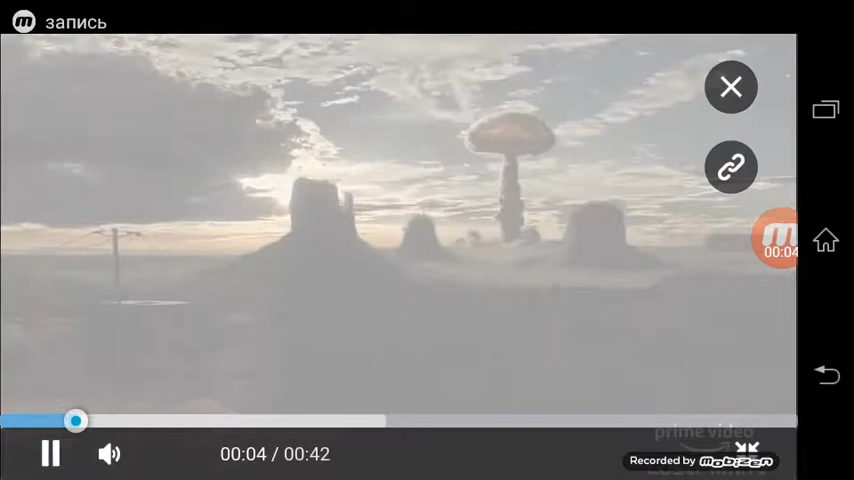 запись
00:04
prime video
00:04 / 00:42
Recorded by mobizen